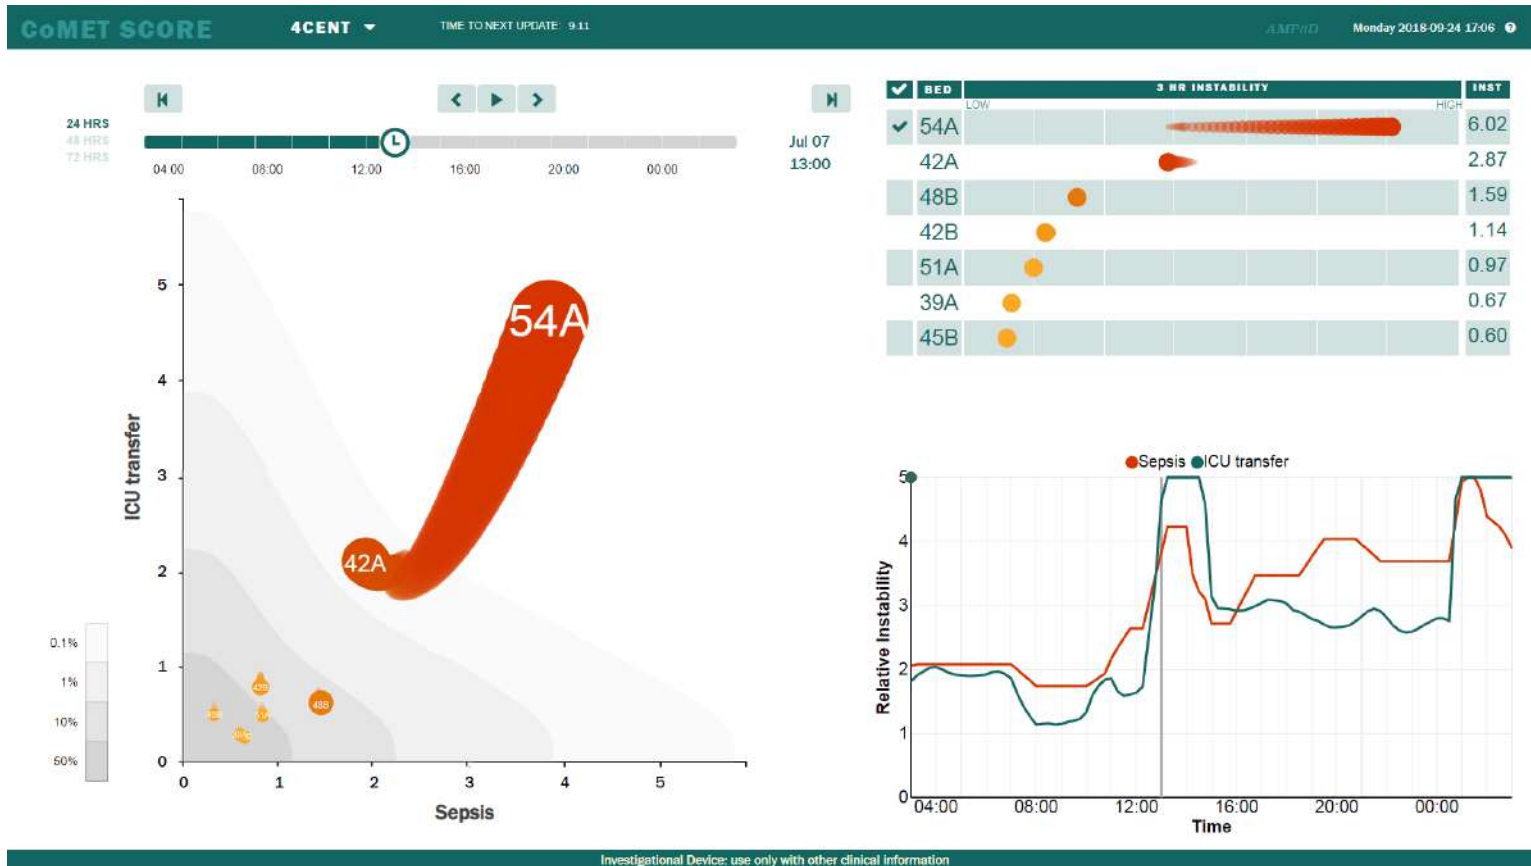 CoMET SCORE
4CENT
TIME TO NEXT UPDATE: 9:11
AMPnD
Monday 2018-09-24 17:06 ?
24 HRS
48 HRS
72 HRS
04:00 08:00 12:00 16:00 20:00 00:00
Jul 07
13:00
BED 3 HR INSTABILITY INST
LOW HIGH
54A 6.02
42A 2.87
48B 1.59
42B 1.14
51A 0.97
39A 0.67
45B 0.60
ICU transfer
5
4
3
2
1
0
54A
42A
48B
0.1%
1%
10%
50%
0 1 2 3 4 5
Sepsis
Sepsis ICU transfer
Relative Instability
5
4
3
2
1
0
04:00 08:00 12:00 16:00 20:00 00:00
Time
Investigational Device: use only with other clinical information